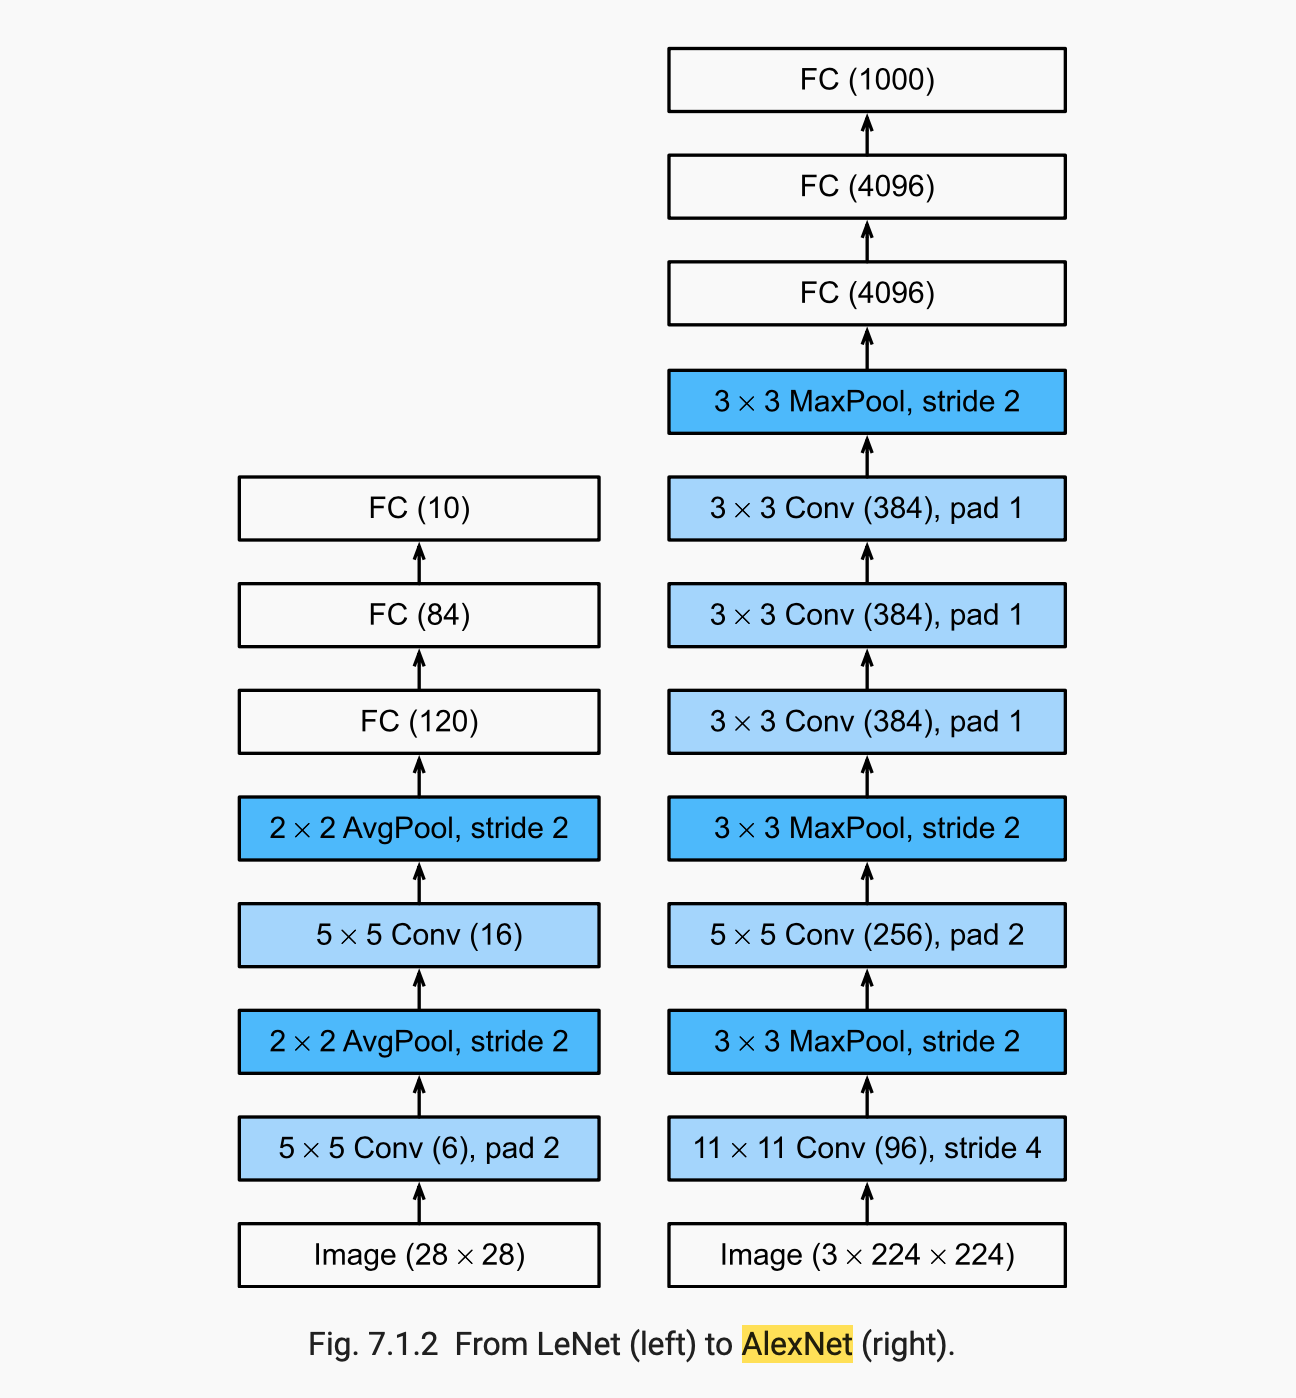 FC (10)
FC (84)
FC (120)
2 × 2 AvgPool, stride 2
5 × 5 Conv (16)
2 × 2 AvgPool, stride 2
5 × 5 Conv (6), pad 2
Image (28 × 28)
FC (1000)
FC (4096)
FC (4096)
3 × 3 MaxPool, stride 2
3 × 3 Conv (384), pad 1
3 × 3 Conv (384), pad 1
3 × 3 Conv (384), pad 1
3 × 3 MaxPool, stride 2
5 × 5 Conv (256), pad 2
3 × 3 MaxPool, stride 2
11 × 11 Conv (96), stride 4
Image (3 × 224 × 224)
Fig. 7.1.2 From LeNet (left) to AlexNet (right).